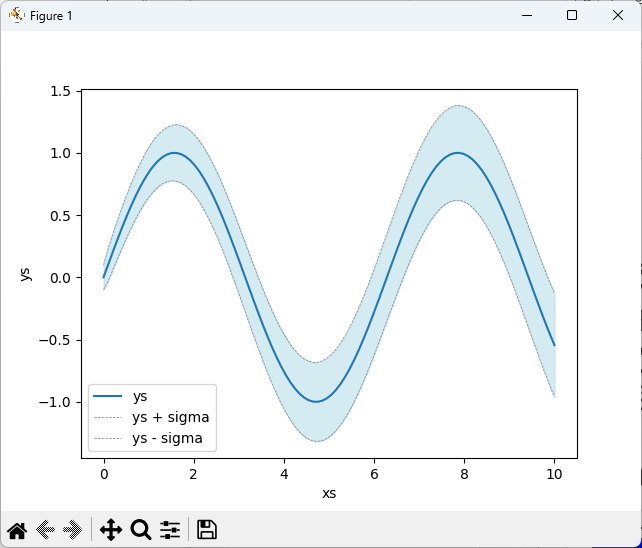 Figure 1
1.5
1.0
0.5
0.0
−0.5
−1.0
ys
ys
ys + sigma
ys - sigma
0 2 4 6 8 10
xs